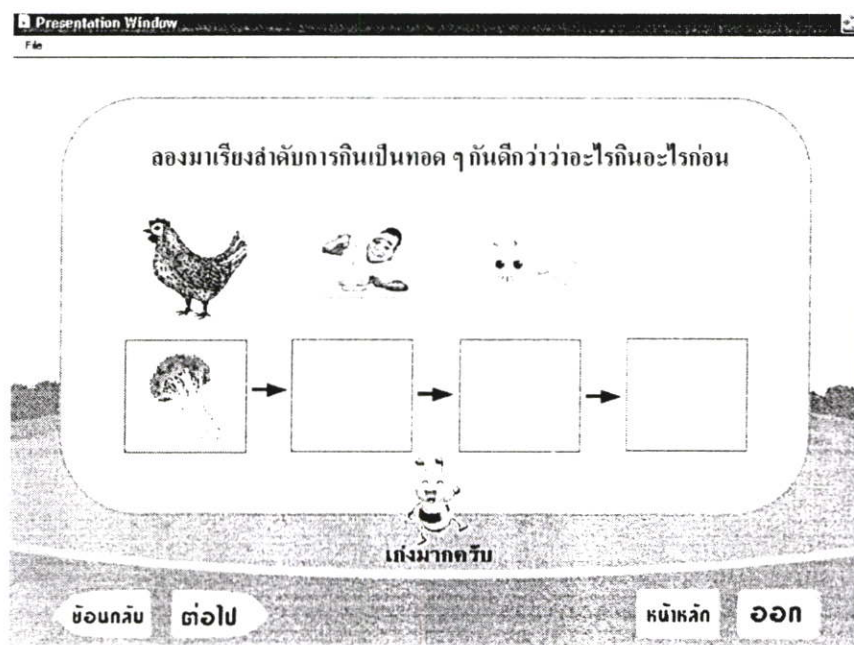 Presentation Window
File
ลองมาเรียงลำดับการกินเป็นทอด ๆ กันดีกว่าว่าอะไรกินอะไรก่อน
เก่งมากครับ
ย้อนกลับ
ต่อไป
หน้าหลัก
ออก